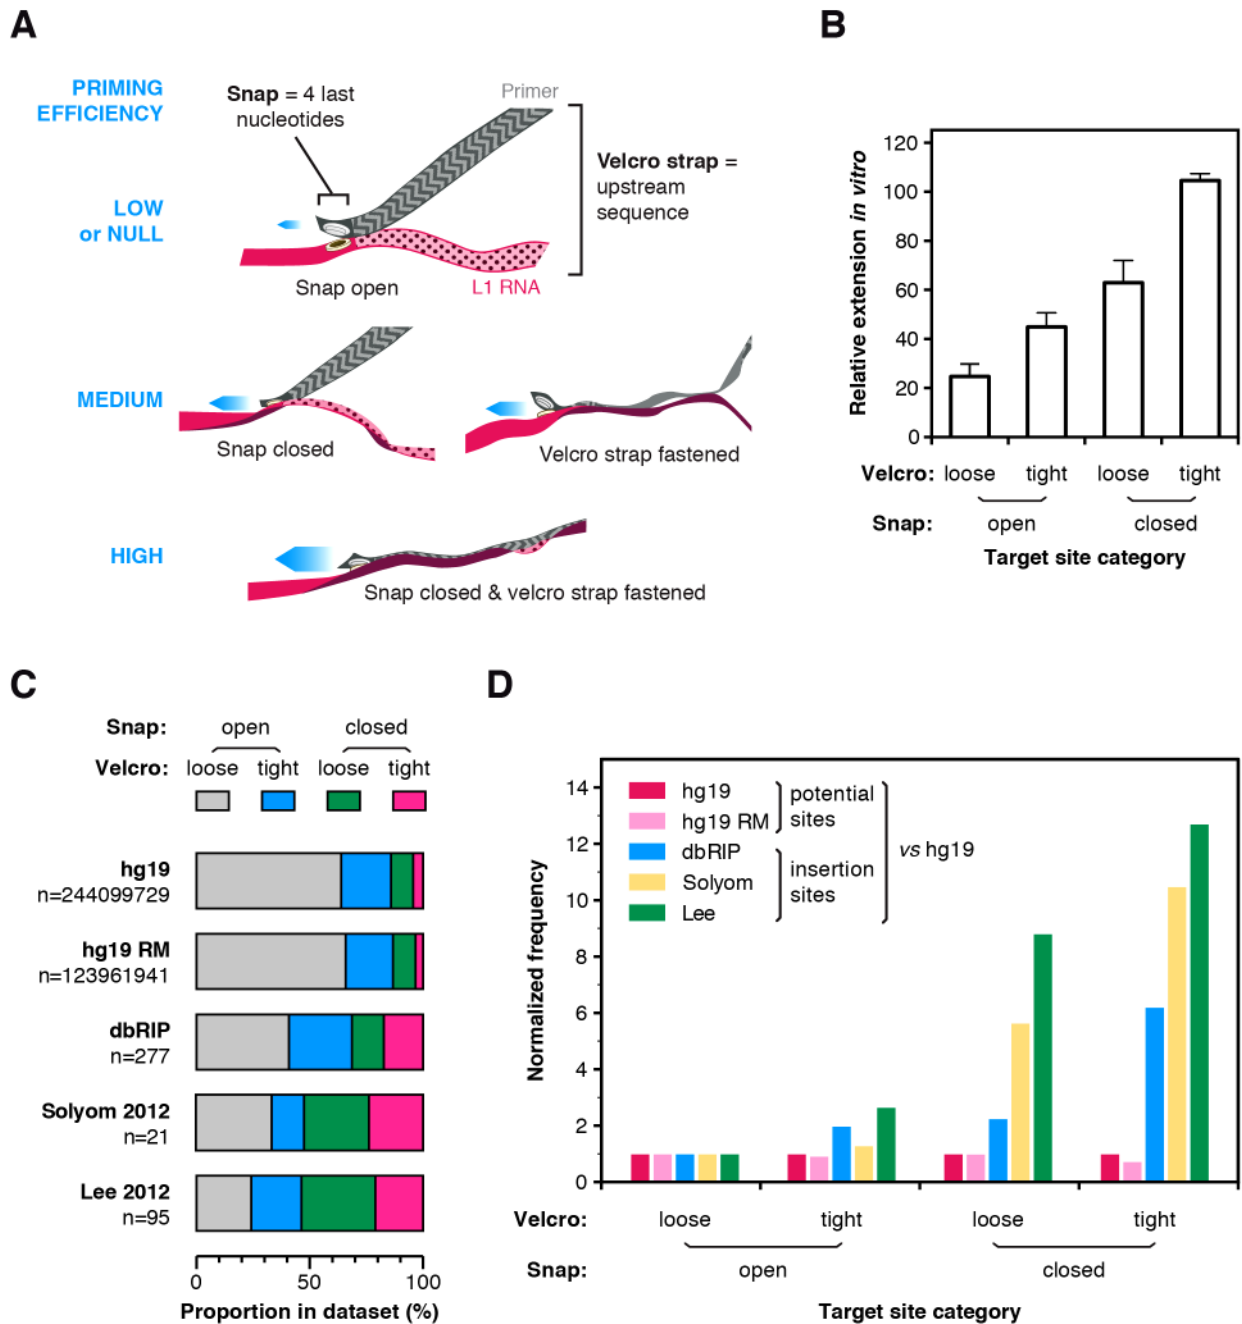 A
PRIMING
EFFICIENCY
Snap = 4 last
nucleotides
Primer
Velcro strap =
upstream
sequence
LOW
or NULL
Snap open
L1 RNA
MEDIUM
Snap closed
Velcro strap fastened
HIGH
Snap closed & velcro strap fastened
B
Relative extension in vitro
120
100
80
60
40
20
0
Velcro: loose tight loose tight
Snap: open closed
Target site category
C
Snap: open closed
Velcro: loose tight loose tight
hg19
n=244099729
hg19 RM
n=123961941
dbRIP
n=277
Solyom 2012
n=21
Lee 2012
n=95
0 50 100
Proportion in dataset (%)
D
Normalized frequency
14
12
10
8
6
4
2
0
hg19
hg19 RM
potential
sites
dbRIP
Solyom
Lee
insertion
sites
vs hg19
Velcro: loose tight loose tight
Snap: open closed
Target site category